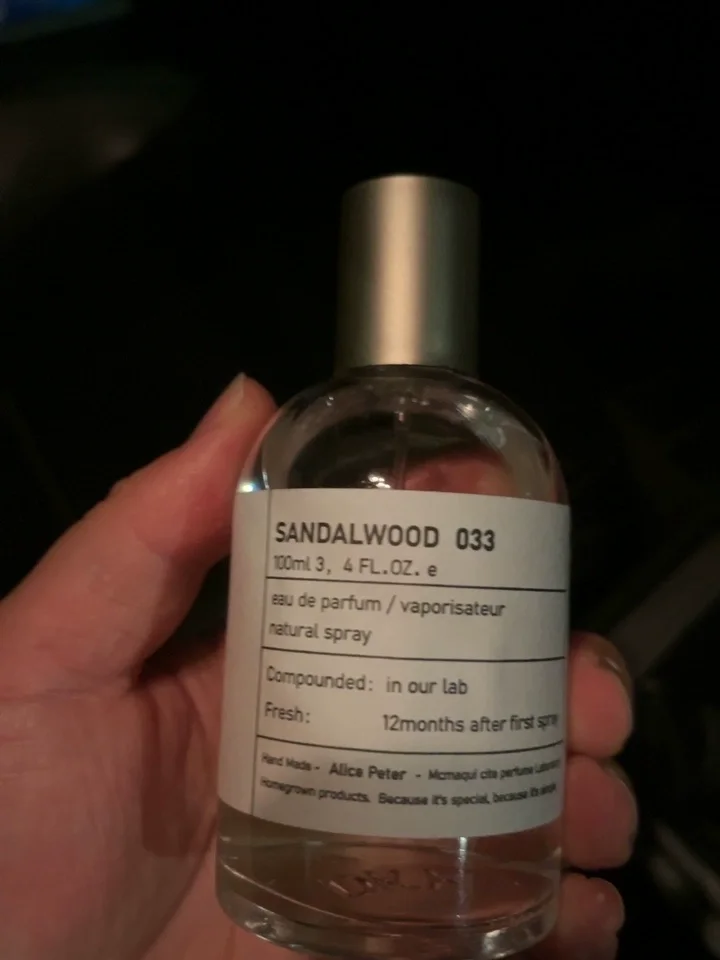 SANDALWOOD 033
100ml 3, 4 FL.OZ. e
eau de parfum / vaporisateur
natural spray
Compounded: in our lab
Fresh: 12months after first spray
Hand Made - Alice Peter - Mcmaqui cita perfume
Homegrown products. Because it's special, because it's